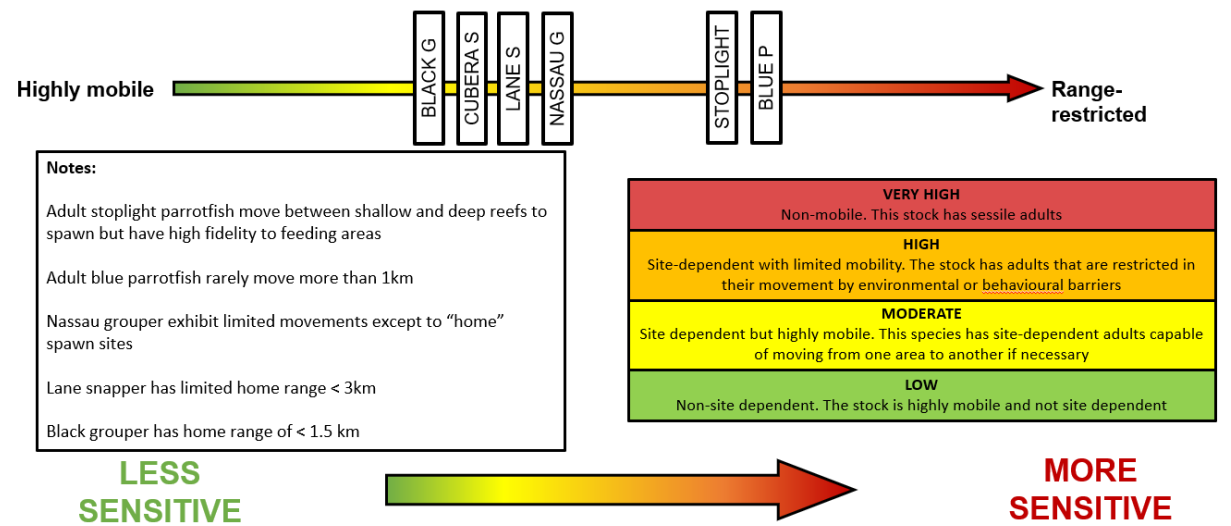 Highly mobile
BLACK G
CUBERA S
LANE S
NASSAU G
STOPLIGHT
BLUE P
Range-
restricted
Notes:
Adult stoplight parrotfish move between shallow and deep reefs to
spawn but have high fidelity to feeding areas
Adult blue parrotfish rarely move more than 1km
Nassau grouper exhibit limited movements except to “home”
spawn sites
Lane snapper has limited home range < 3km
Black grouper has home range of < 1.5 km
VERY HIGH
Non-mobile. This stock has sessile adults
HIGH
Site-dependent with limited mobility. The stock has adults that are restricted in
their movement by environmental or behavioural barriers
MODERATE
Site dependent but highly mobile. This species has site-dependent adults capable
of moving from one area to another if necessary
LOW
Non-site dependent. The stock is highly mobile and not site dependent
LESS
SENSITIVE
MORE
SENSITIVE